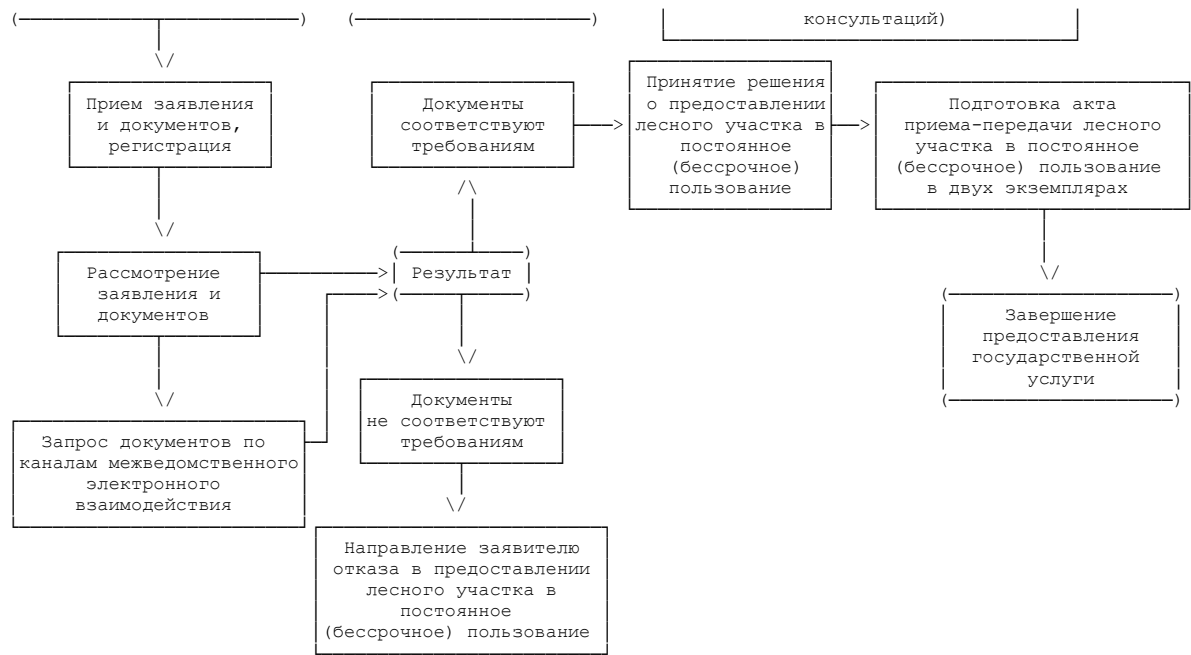 консультаций)
Прием заявления
и документов,
регистрация
Документы
соответствуют
требованиям
Принятие решения
о предоставлении
лесного участка в
постоянное
(бессрочное)
пользование
Подготовка акта
приема-передачи лесного
участка в постоянное
(бессрочное) пользование
в двух экземплярах
Рассмотрение
заявления и
документов
Результат
Завершение
предоставления
государственной
услуги
Документы
не соответствуют
требованиям
Запрос документов по
каналам межведомственного
электронного
взаимодействия
Направление заявителю
отказа в предоставлении
лесного участка в
постоянное
(бессрочное) пользование